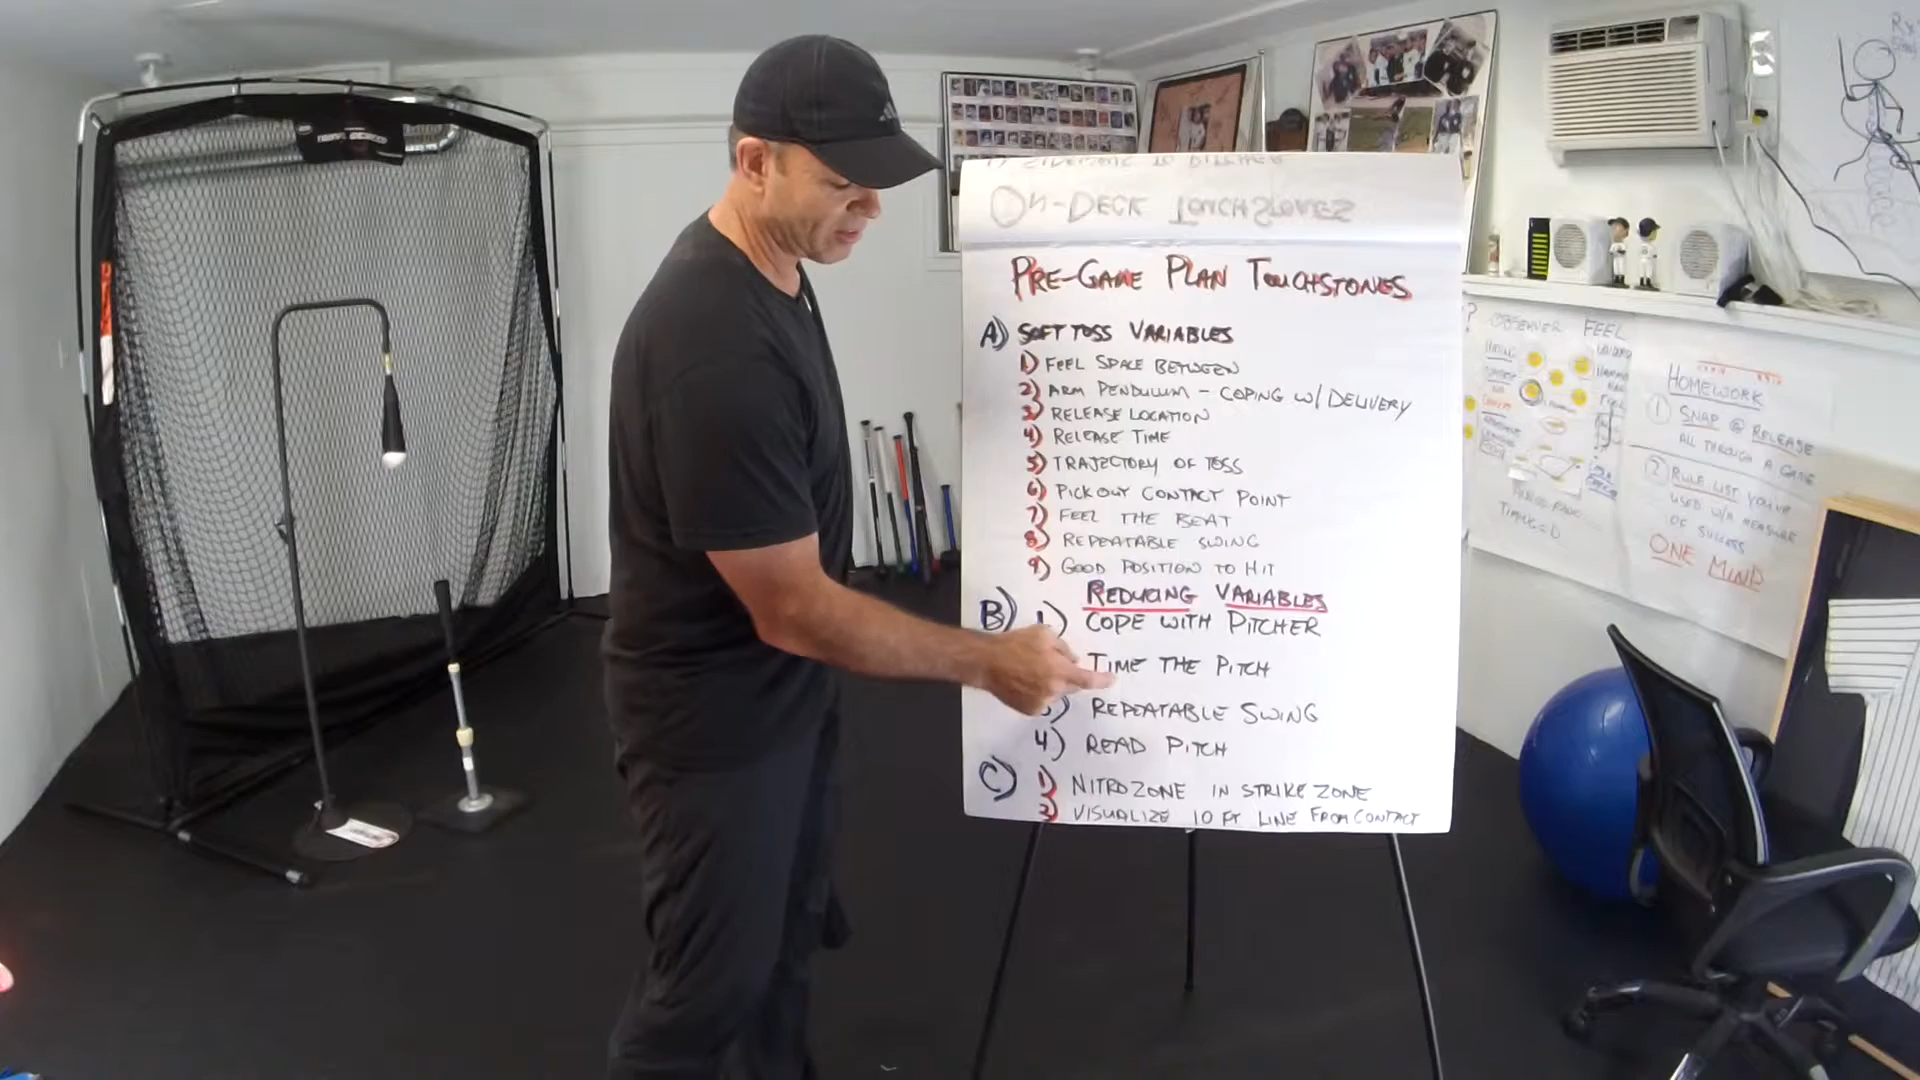 ON-DECK TOUCHSTONES
PRE-GAME PLAN TOUCHSTONES
A) SOFT TOSS VARIABLES
1) FEEL SPACE BETWEEN
2) ARM PENDULUM - COPING W/ DELIVERY
3) RELEASE LOCATION
4) RELEASE TIME
5) TRAJECTORY OF TOSS
6) PICK OUT CONTACT POINT
7) FEEL THE BEAT
8) REPEATABLE SWING
9) GOOD POSITION TO HIT
REDUCING VARIABLES
B) 1) COPE WITH PITCHER
TIME THE PITCH
3) REPEATABLE SWING
4) READ PITCH
C) 1) NITROZONE IN STRIKE ZONE
2) VISUALIZE 10 FT LINE FROM CONTACT
? OBSERVER FEEL
TIMING = D
HOMEWORK
1) SNAP @ RELEASE
ALL THROUGH A GAME
2) RULE LIST YOU'VE
USED W/A MEASURE
OF SUCCESS
ONE MIND